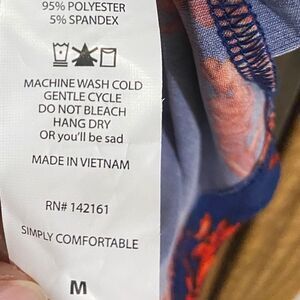 95% POLYESTER
5% SPANDEX
MACHINE WASH COLD
GENTLE CYCLE
DO NOT BLEACH
HANG DRY
OR you'll be sad
MADE IN VIETNAM
RN# 142161
SIMPLY COMFORTABLE
M